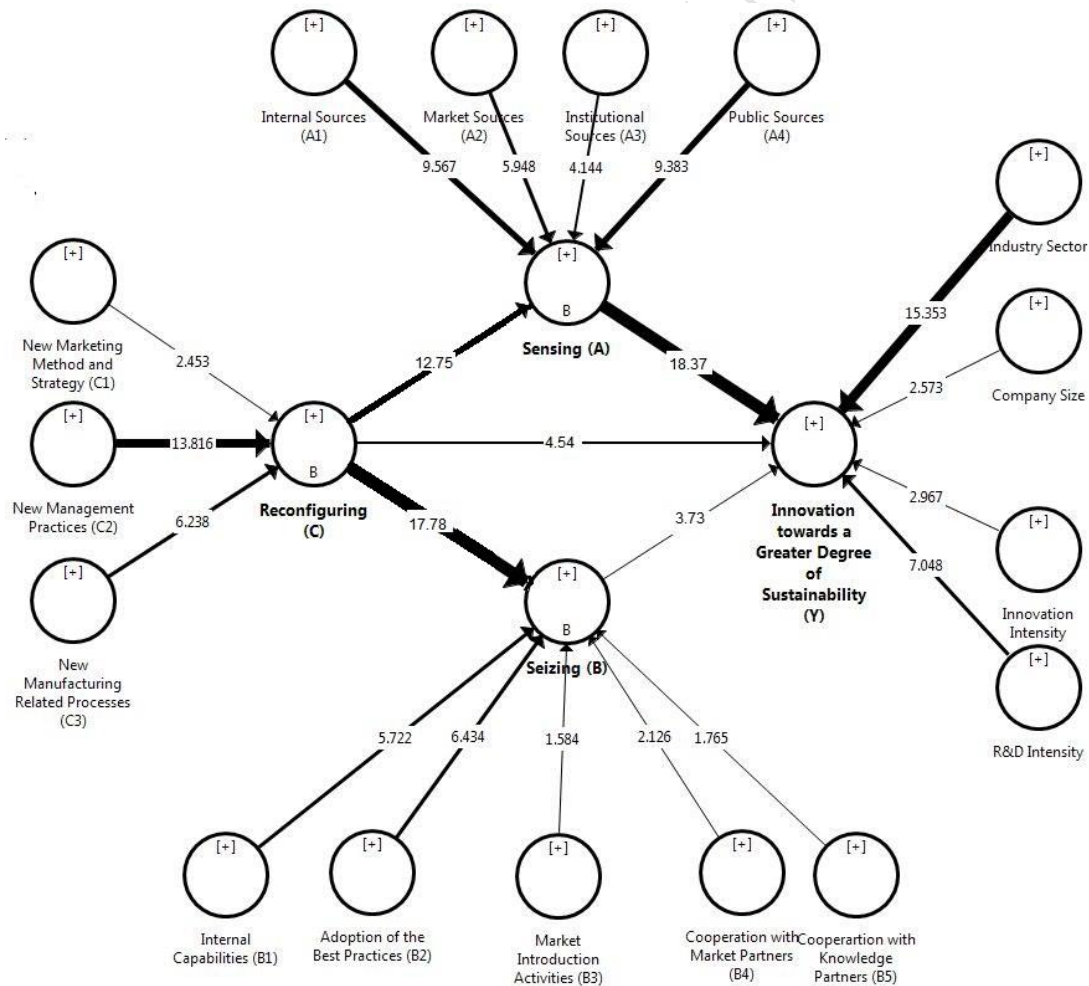 [+]
[+]
[+]
[+]
Internal Sources
(A1)
Market Sources
(A2)
Institutional
Sources (A3)
Public Sources
(A4)
9.567
5.948
4.144
9.383
[+]
Industry Sector
15.353
[+]
New Marketing
Method and
Strategy (C1)
2.453
[+]
B
Sensing (A)
12.75
18.37
[+]
Company Size
2.573
[+]
New Management
Practices (C2)
13.816
[+]
B
Reconfiguring
(C)
4.54
[+]
Innovation
towards a
Greater Degree
of
Sustainability
(Y)
6.238
17.78
3.73
2.967
[+]
Innovation
Intensity
7.048
[+]
New
Manufacturing
Related Processes
(C3)
[+]
B
Seizing (B)
[+]
R&D Intensity
5.722
6.434
1.584
2.126
1.765
[+]
Internal
Capabilities (B1)
[+]
Adoption of the
Best Practices (B2)
[+]
Market
Introduction
Activities (B3)
[+]
Cooperation with
Market Partners
(B4)
[+]
Cooperartion with
Knowledge
Partners (B5)